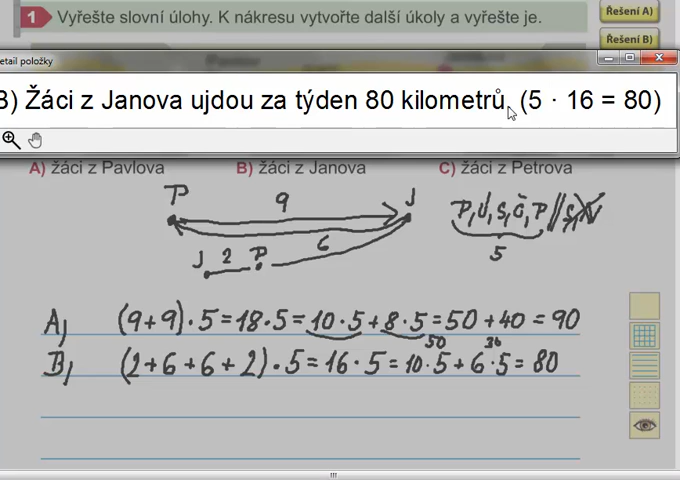 1 Vyřešte slovní úlohy. K nákresu vytvořte další úkoly a vyřešte je.
Řešení A)
Řešení B)
etail položky
B) Žáci z Janova ujdou za týden 80 kilometrů. (5 · 16 = 80)
A) žáci z Pavlova B) žáci z Janova C) žáci z Petrova
P 9 J
P, Ú, S, Č, P // S, N
J 2 P 6
5
A, (9+9) · 5 = 18 · 5 = 10 · 5 + 8 · 5 = 50 + 40 = 90
50 30
B, (2+6+6+2) · 5 = 16 · 5 = 10 · 5 + 6 · 5 = 80